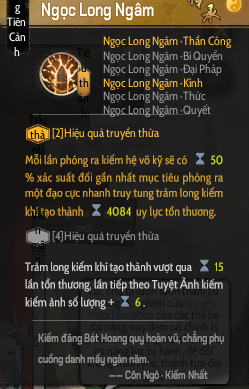 g
Tiên
Cảnh
Ngọc Long Ngâm
Ngọc Long Ngâm · Thần Công
Ngọc Long Ngâm · Bí Quyển
Ngọc Long Ngâm · Đại Pháp
Ngọc Long Ngâm · Kinh
Ngọc Long Ngâm · Thức
Ngọc Long Ngâm · Quyết
thả [2]Hiệu quả truyền thừa
Mỗi lần phóng ra kiếm hệ võ kỹ sẽ có 50
% xác suất đối gần nhất mục tiêu phóng ra
một đạo cực nhanh truy tung trảm long kiếm
khí tạo thành 4084 uy lực tổn thương.
[4]Hiệu quả truyền thừa
Trảm long kiếm khí tạo thành vượt qua 15
lần tổn thương, lần tiếp theo Tuyệt Ảnh kiếm
kiếm ảnh số lượng + 6 .
Kiếm đãng Bát Hoang quy hoàn vũ, chẳng phụ
cuồng danh mấy ngàn năm.
—— Côn Ngô · Kiếm Nhất